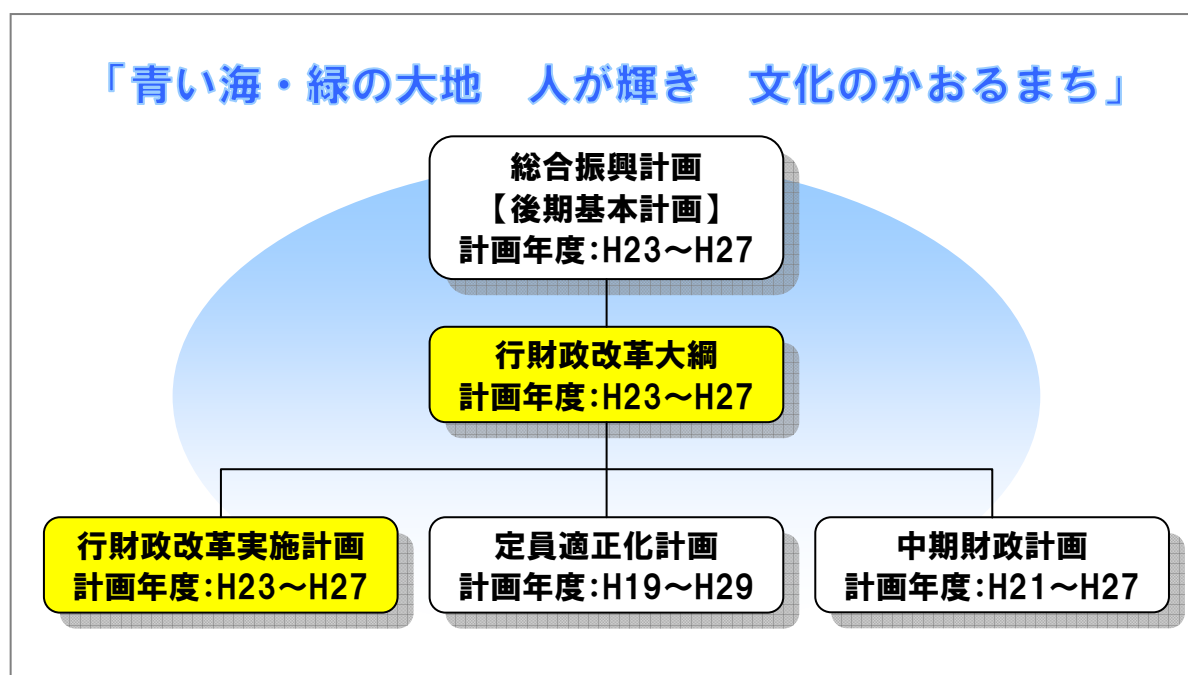 「青い海・緑の大地　人が輝き　文化のかおるまち」
総合振興計画
【後期基本計画】
計画年度:H23～H27
行財政改革大綱
計画年度:H23～H27
行財政改革実施計画
計画年度:H23～H27
定員適正化計画
計画年度:H19～H29
中期財政計画
計画年度:H21～H27